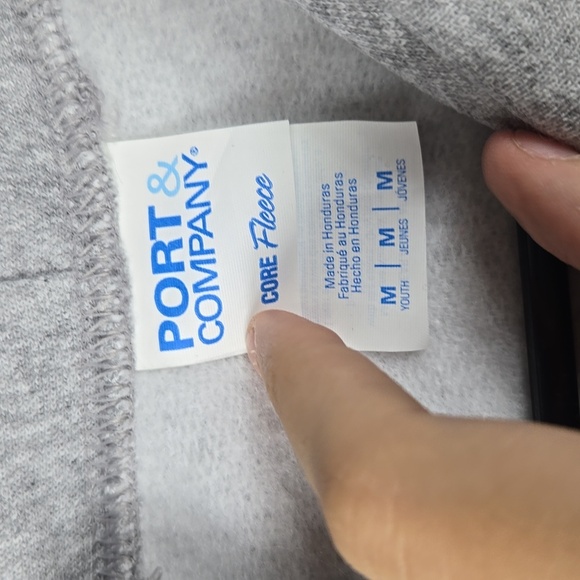 PORT &
COMPANY®
CORE Fleece
Made in Honduras
Fabriqué au Honduras
Hecho en Honduras
M | M | M
YOUTH JEUNES JÓVENES